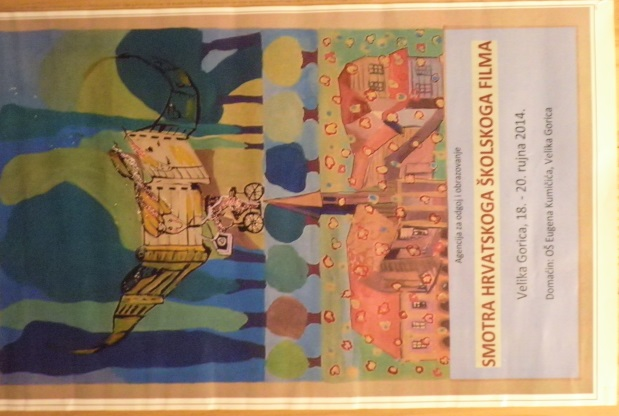 Agencija za odgoj i obrazovanje
SMOTRA HRVATSKOGA ŠKOLSKOGA FILMA
Velika Gorica, 18. - 20. rujna 2014.
Domaćin: OŠ Eugena Kumičića, Velika Gorica